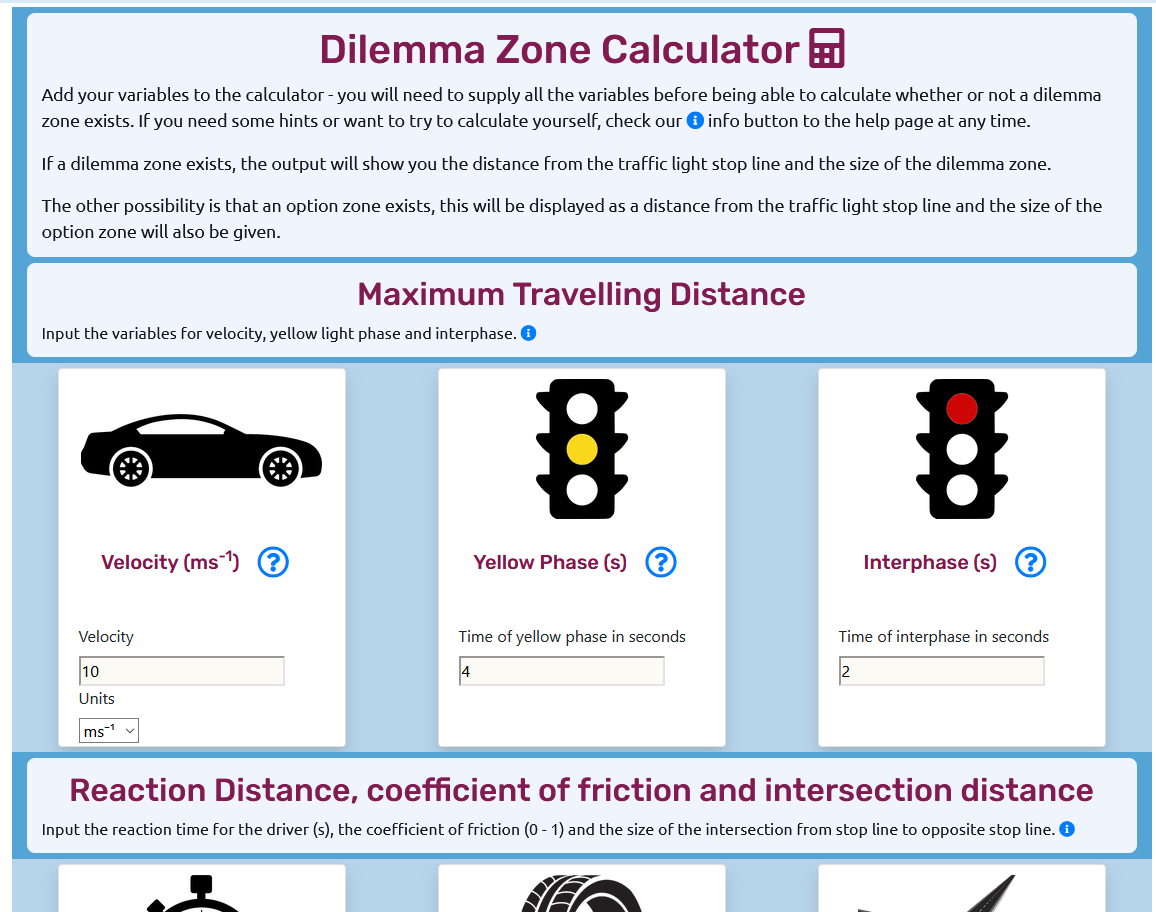 Dilemma Zone Calculator
Add your variables to the calculator - you will need to supply all the variables before being able to calculate whether or not a dilemma
zone exists. If you need some hints or want to try to calculate yourself, check our info button to the help page at any time.
If a dilemma zone exists, the output will show you the distance from the traffic light stop line and the size of the dilemma zone.
The other possibility is that an option zone exists, this will be displayed as a distance from the traffic light stop line and the size of the
option zone will also be given.
Maximum Travelling Distance
Input the variables for velocity, yellow light phase and interphase.
Velocity (ms⁻¹)
Yellow Phase (s)
Interphase (s)
Velocity
10
Units
ms⁻¹
Time of yellow phase in seconds
4
Time of interphase in seconds
2
Reaction Distance, coefficient of friction and intersection distance
Input the reaction time for the driver (s), the coefficient of friction (0 - 1) and the size of the intersection from stop line to opposite stop line.